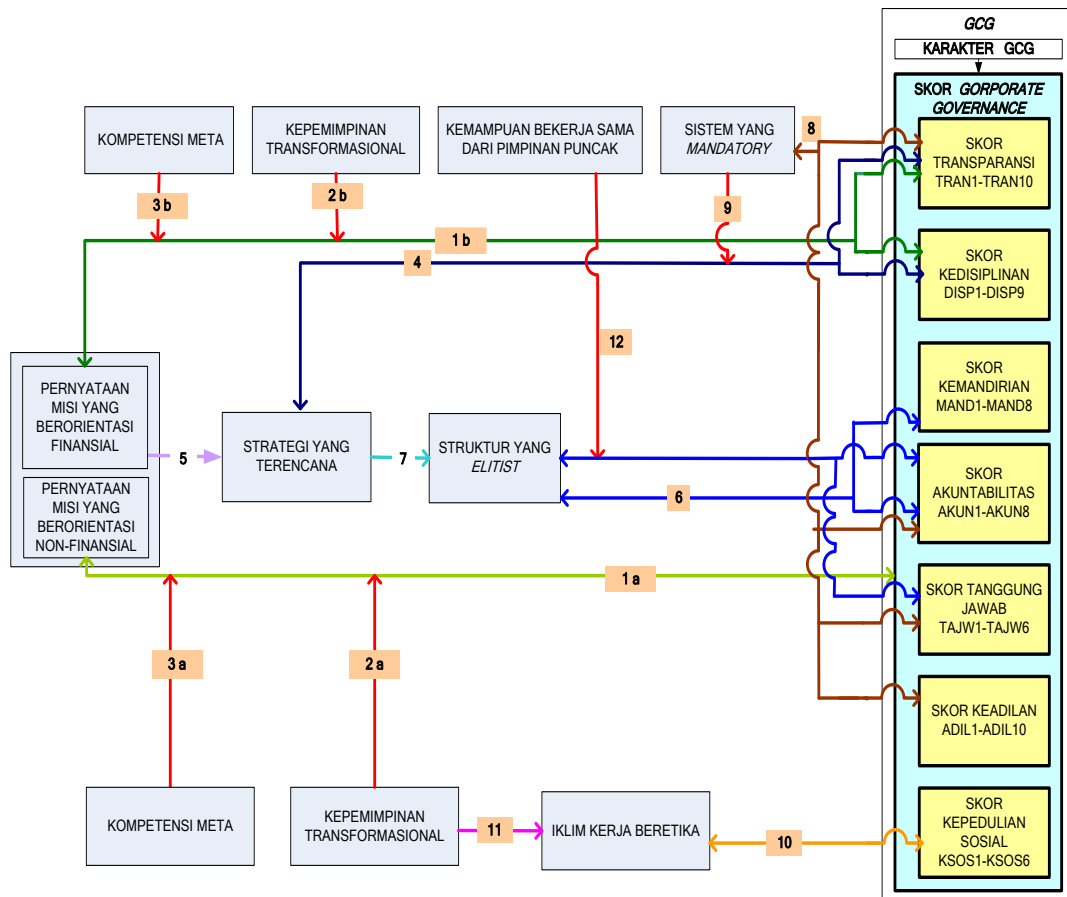 GCG
KARAKTER GCG
SKOR GORPORATE
GOVERNANCE
KOMPETENSI META
KEPEMIMPINAN
TRANSFORMASIONAL
KEMAMPUAN BEKERJA SAMA
DARI PIMPINAN PUNCAK
SISTEM YANG
MANDATORY
8
SKOR
TRANSPARANSI
TRAN1-TRAN10
3 b
2 b
9
1 b
4
SKOR
KEDISIPLINAN
DISP1-DISP9
12
PERNYATAAN
MISI YANG
BERORIENTASI
FINANSIAL
SKOR
KEMANDIRIAN
MAND1-MAND8
5
STRATEGI YANG
TERENCANA
7
STRUKTUR YANG
ELITIST
6
SKOR
AKUNTABILITAS
AKUN1-AKUN8
PERNYATAAN
MISI YANG
BERORIENTASI
NON-FINANSIAL
1 a
SKOR TANGGUNG
JAWAB
TAJW1-TAJW6
3 a
2 a
SKOR KEADILAN
ADIL1-ADIL10
KOMPETENSI META
KEPEMIMPINAN
TRANSFORMASIONAL
11
IKLIM KERJA BERETIKA
10
SKOR
KEPEDULIAN
SOSIAL
KSOS1-KSOS6